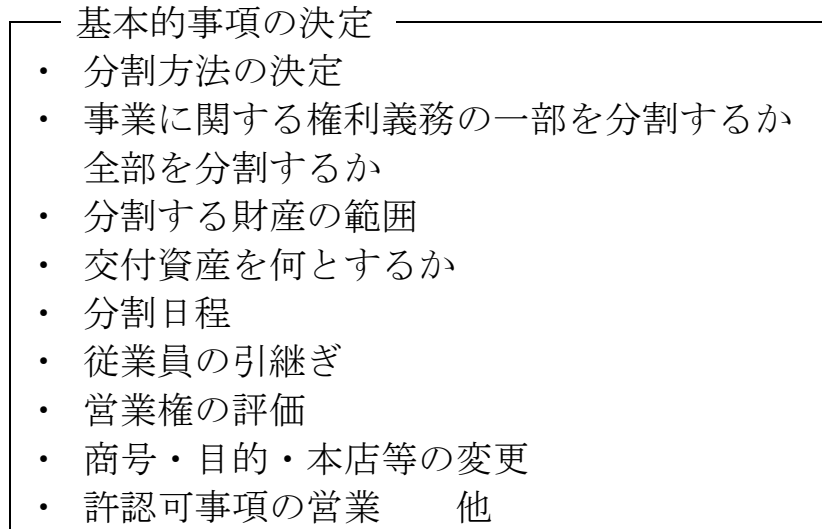 基本的事項の決定
・ 分割方法の決定
・ 事業に関する権利義務の一部を分割するか
全部を分割するか
・ 分割する財産の範囲
・ 交付資産を何とするか
・ 分割日程
・ 従業員の引継ぎ
・ 営業権の評価
・ 商号・目的・本店等の変更
・ 許認可事項の営業　　他